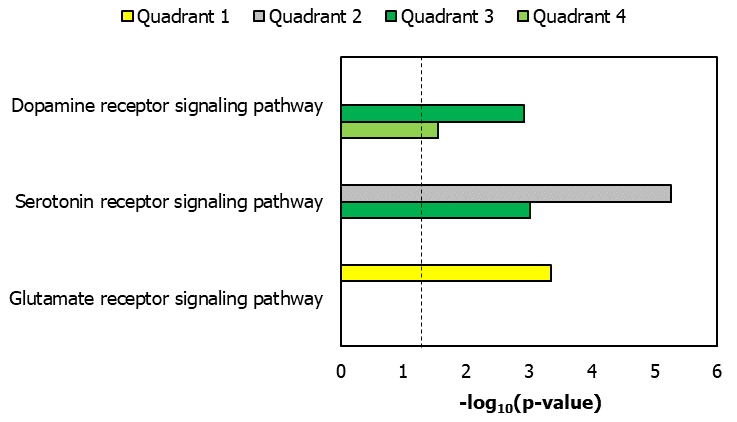 Quadrant 1 Quadrant 2 Quadrant 3 Quadrant 4
Dopamine receptor signaling pathway
Serotonin receptor signaling pathway
Glutamate receptor signaling pathway
0 1 2 3 4 5 6
-log₁₀(p-value)